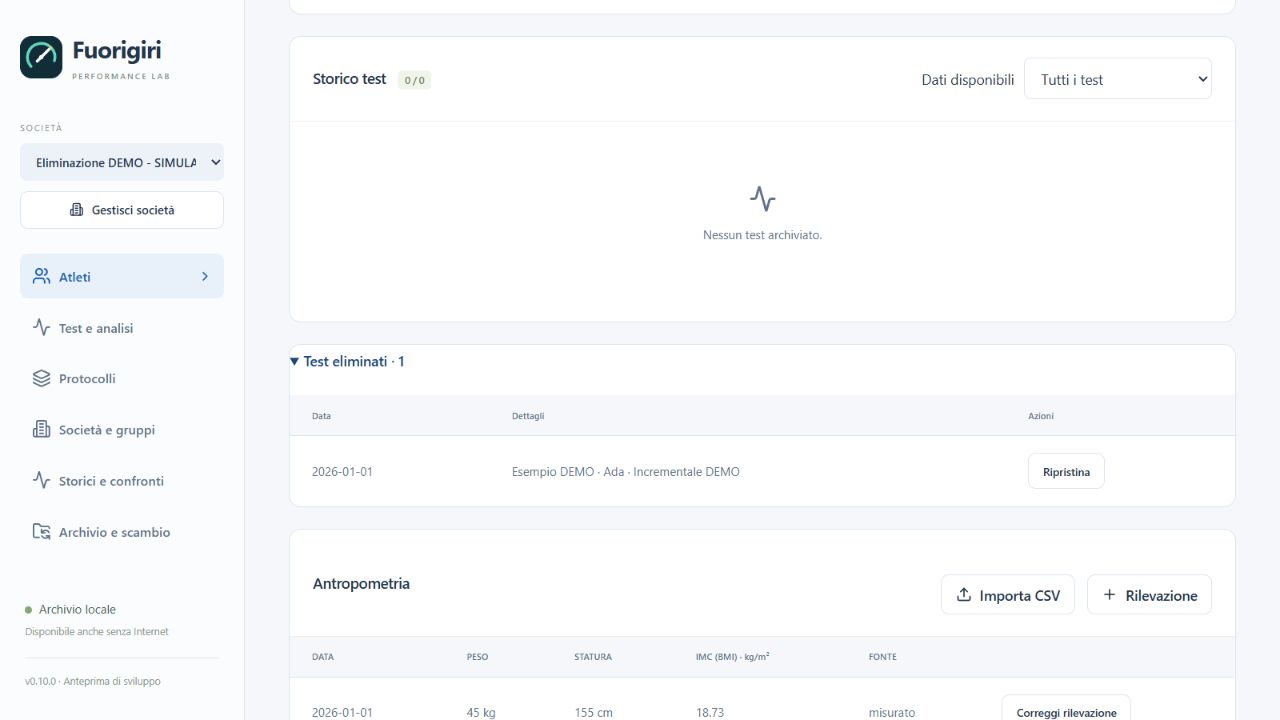 Fuorigiri
PERFORMANCE LAB
SOCIETÀ
Eliminazione DEMO - SIMULA
Gestisci società
Atleti
Test e analisi
Protocolli
Società e gruppi
Storici e confronti
Archivio e scambio
Archivio locale
Disponibile anche senza Internet
v0.10.0 · Anteprima di sviluppo
Storico test 0/0
Dati disponibili Tutti i test
Nessun test archiviato.
Test eliminati · 1
Data Dettagli Azioni
2026-01-01 Esempio DEMO · Ada · Incrementale DEMO Ripristina
Antropometria
Importa CSV
Rilevazione
DATA PESO STATURA IMC (BMI) · kg/m² FONTE
2026-01-01 45 kg 155 cm 18.73 misurato Correggi rilevazione